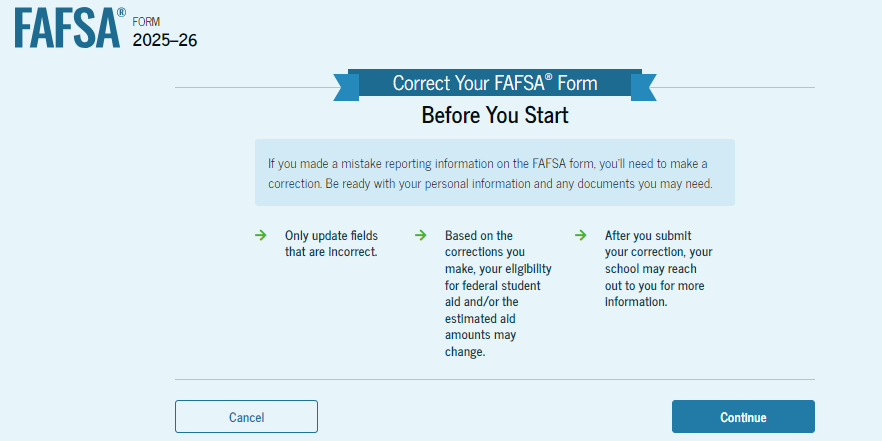 FAFSA® FORM
2025–26
Correct Your FAFSA® Form
Before You Start
If you made a mistake reporting information on the FAFSA form, you'll need to make a
correction. Be ready with your personal information and any documents you may need.
Only update fields
that are incorrect.
Based on the
corrections you
make, your eligibility
for federal student
aid and/or the
estimated aid
amounts may
change.
After you submit
your correction, your
school may reach
out to you for more
information.
Cancel
Continue